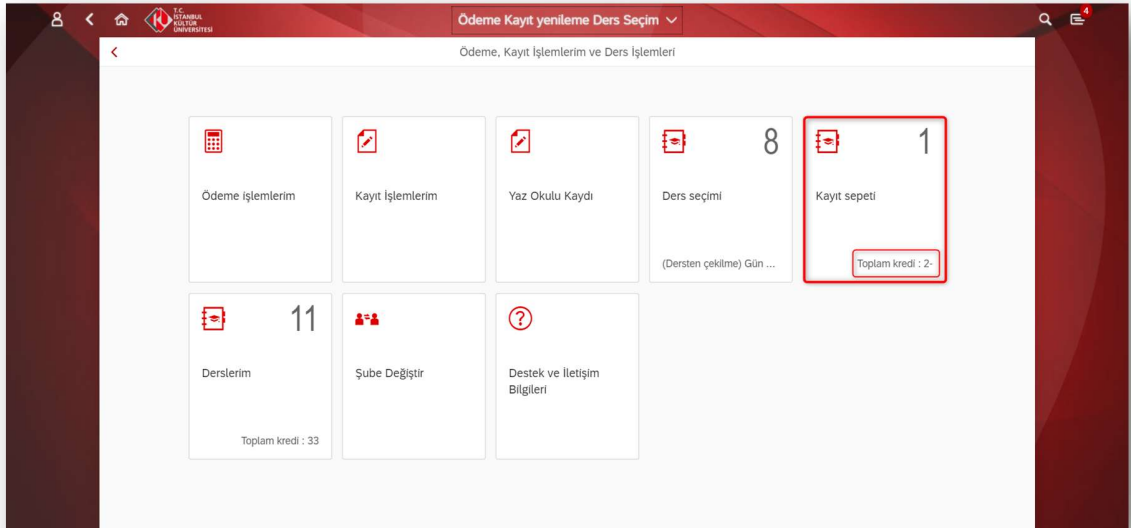 T.C.
İSTANBUL
KÜLTÜR
ÜNİVERSİTESİ
Ödeme Kayıt yenileme Ders Seçim
4
Ödeme, Kayıt İşlemlerim ve Ders İşlemleri
Ödeme işlemlerim
Kayıt İşlemlerim
Yaz Okulu Kaydı
8
Ders seçimi
(Dersten çekilme) Gün ...
1
Kayıt sepeti
Toplam kredi : 2-
11
Derslerim
Toplam kredi : 33
Şube Değiştir
Destek ve İletişim
Bilgileri